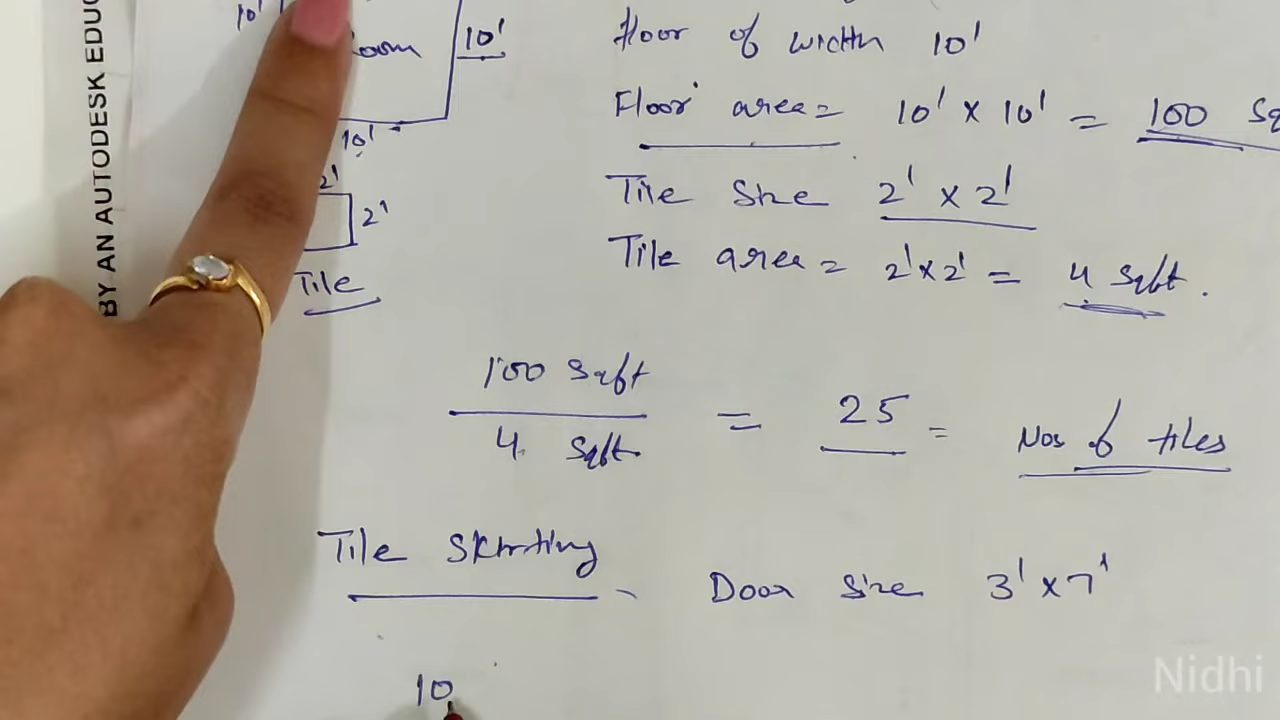 BY AN AUTODESK EDUC
10'
10'
10'
2'
2'
Tile
floor of width 10'
Floor area = 10' x 10' = 100 Sq
Tile Size 2' x 2'
Tile area = 2' x 2' = 4 Sqft.
100 Sqft
4 Sqft.
= 25 = Nos of tiles
Tile Skirting - Door size 3' x 7'
10
Nidhi